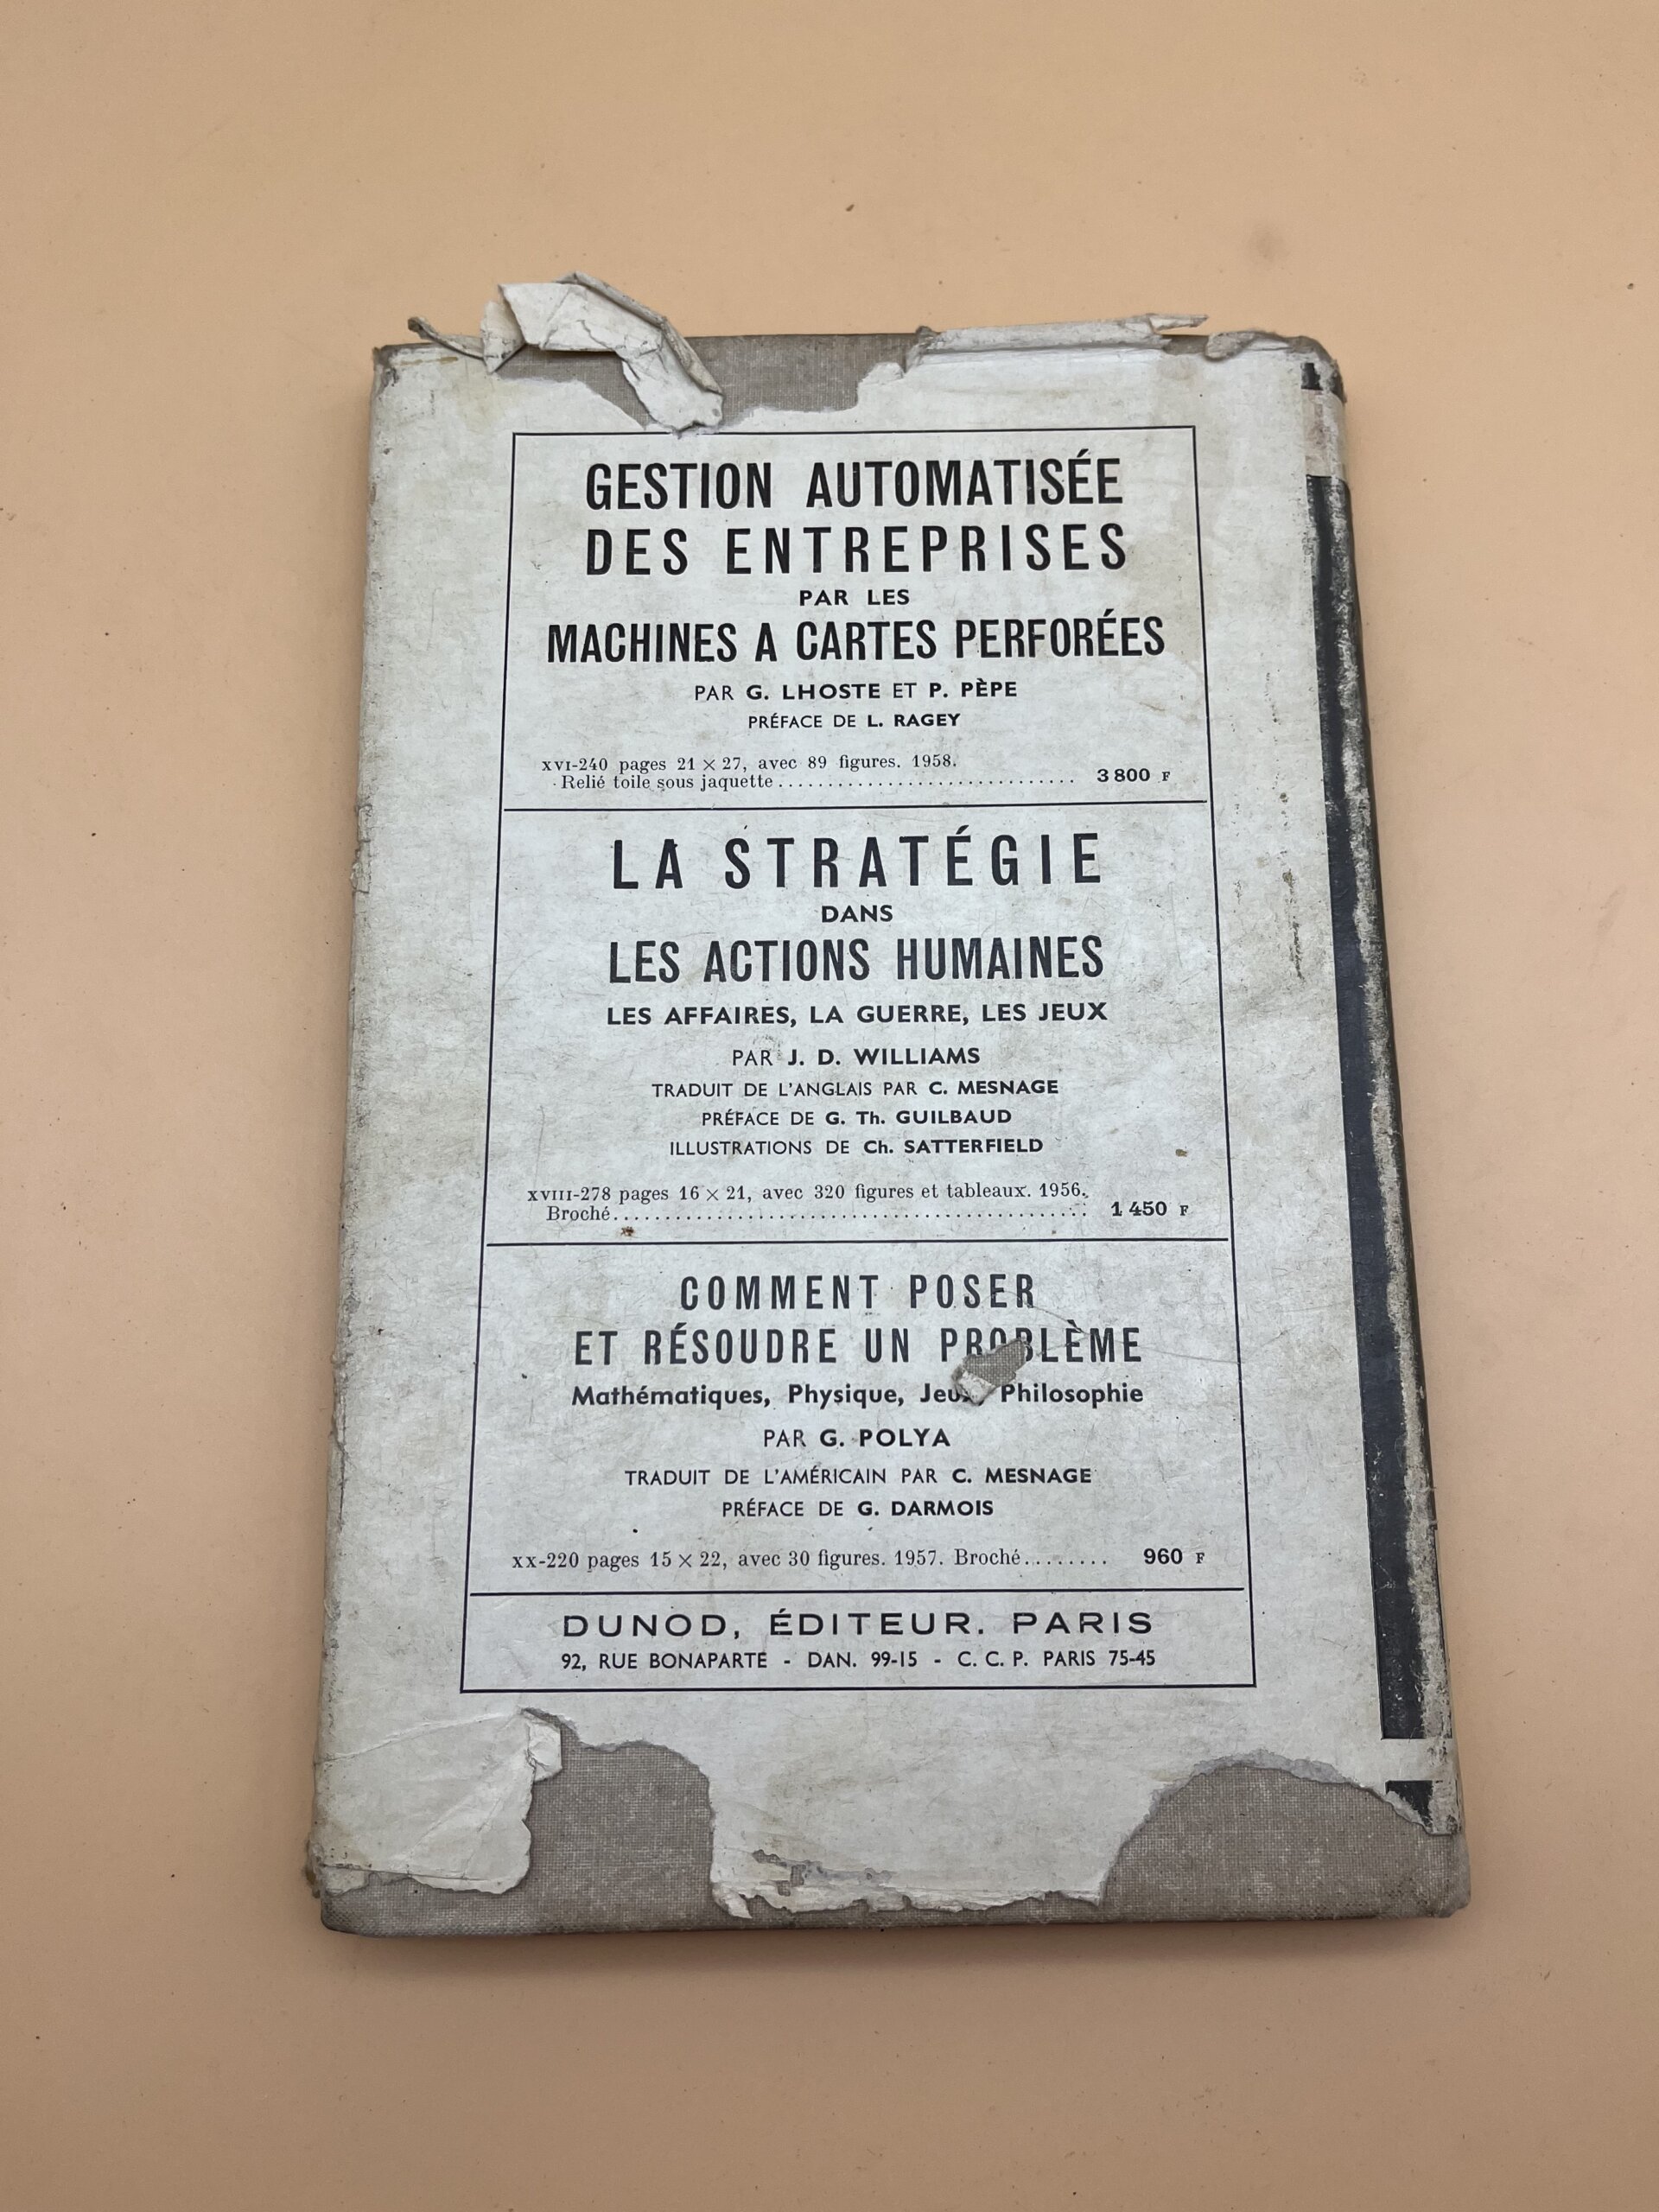 GESTION AUTOMATISÉE
DES ENTREPRISES
PAR LES
MACHINES A CARTES PERFORÉES
PAR G. LHOSTE ET P. PÈPE
PRÉFACE DE L. RAGEY
XVI-240 pages 21 × 27, avec 89 figures. 1958.
Relié toile sous jaquette .............................. 3 800 F
LA STRATÉGIE
DANS
LES ACTIONS HUMAINES
LES AFFAIRES, LA GUERRE, LES JEUX
PAR J. D. WILLIAMS
TRADUIT DE L'ANGLAIS PAR C. MESNAGE
PRÉFACE DE G. Th. GUILBAUD
ILLUSTRATIONS DE Ch. SATTERFIELD
XVIII-278 pages 16 × 21, avec 320 figures et tableaux. 1956.
Broché.............................................. 1 450 F
COMMENT POSER
ET RÉSOUDRE UN PROBLÈME
Mathématiques, Physique, Jeux, Philosophie
PAR G. POLYA
TRADUIT DE L'AMÉRICAIN PAR C. MESNAGE
PRÉFACE DE G. DARMOIS
XX-220 pages 15 × 22, avec 30 figures. 1957. Broché........ 960 F
DUNOD, ÉDITEUR. PARIS
92, RUE BONAPARTE - DAN. 99-15 - C. C. P. PARIS 75-45